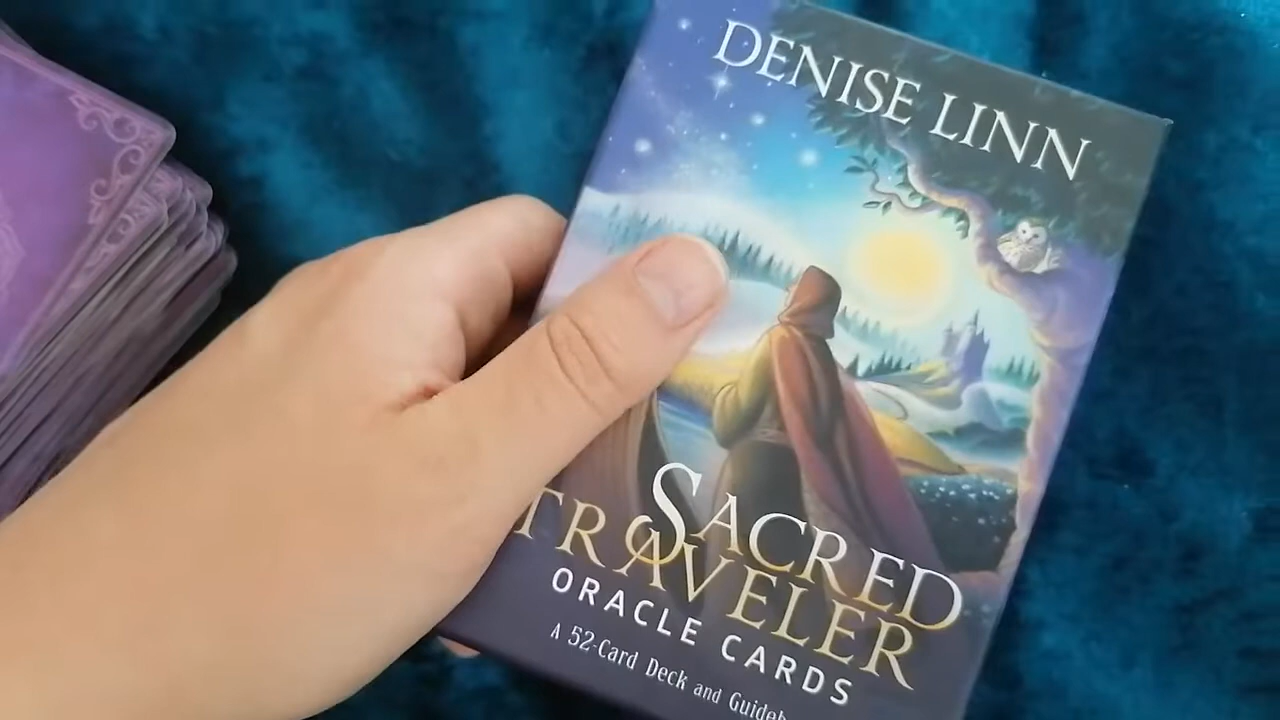 DENISE LINN
SACRED
TRAVELER
ORACLE CARDS
A 52-Card Deck and